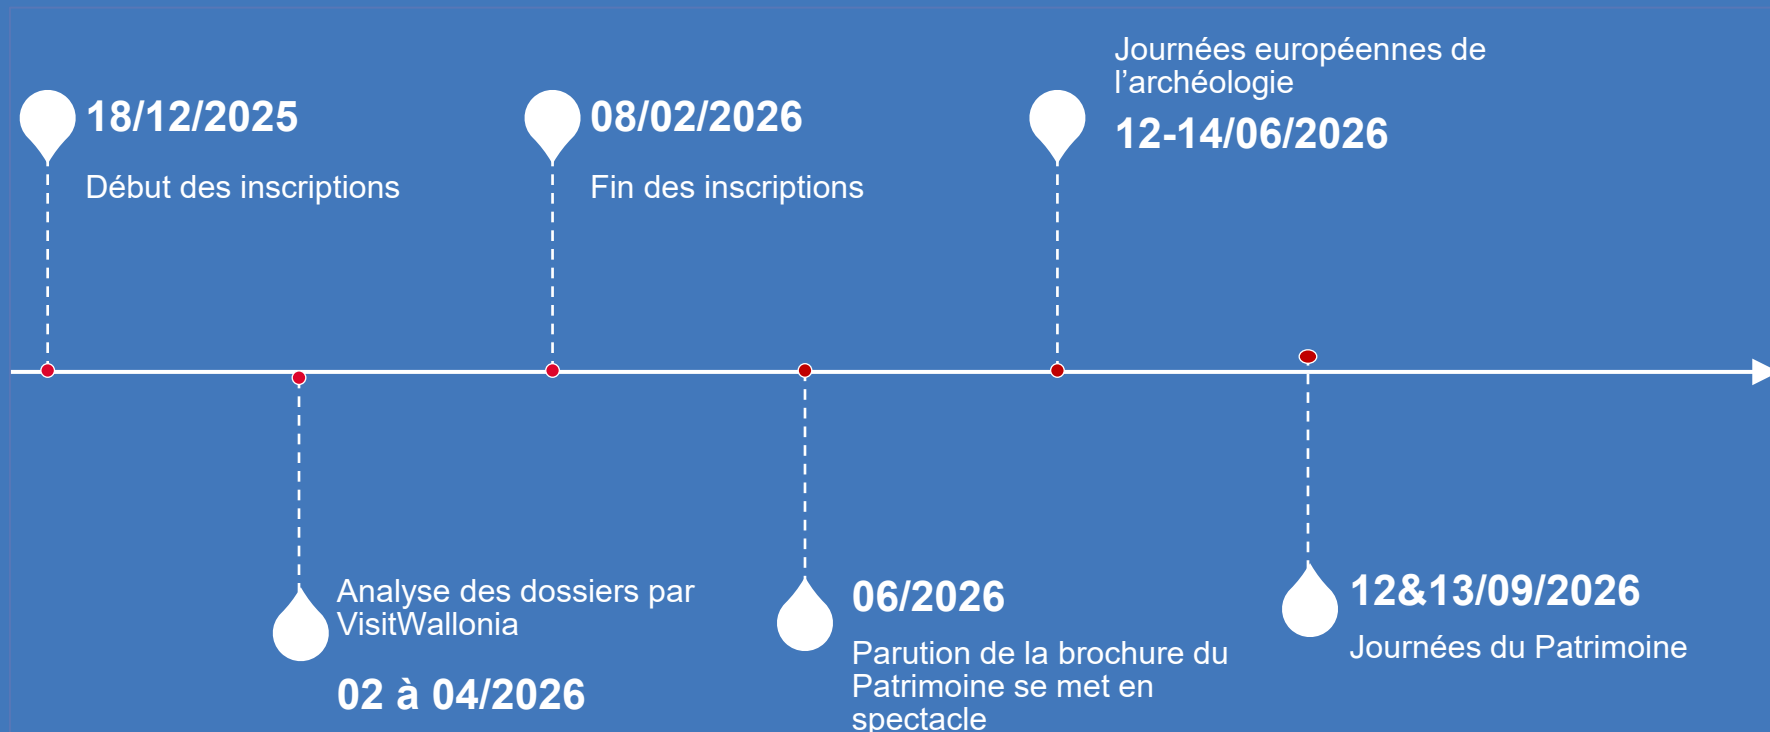 18/12/2025
Début des inscriptions
Analyse des dossiers par
VisitWallonia
02 à 04/2026
08/02/2026
Fin des inscriptions
06/2026
Parution de la brochure du
Patrimoine se met en
spectacle
Journées européennes de
l’archéologie
12-14/06/2026
12&13/09/2026
Journées du Patrimoine